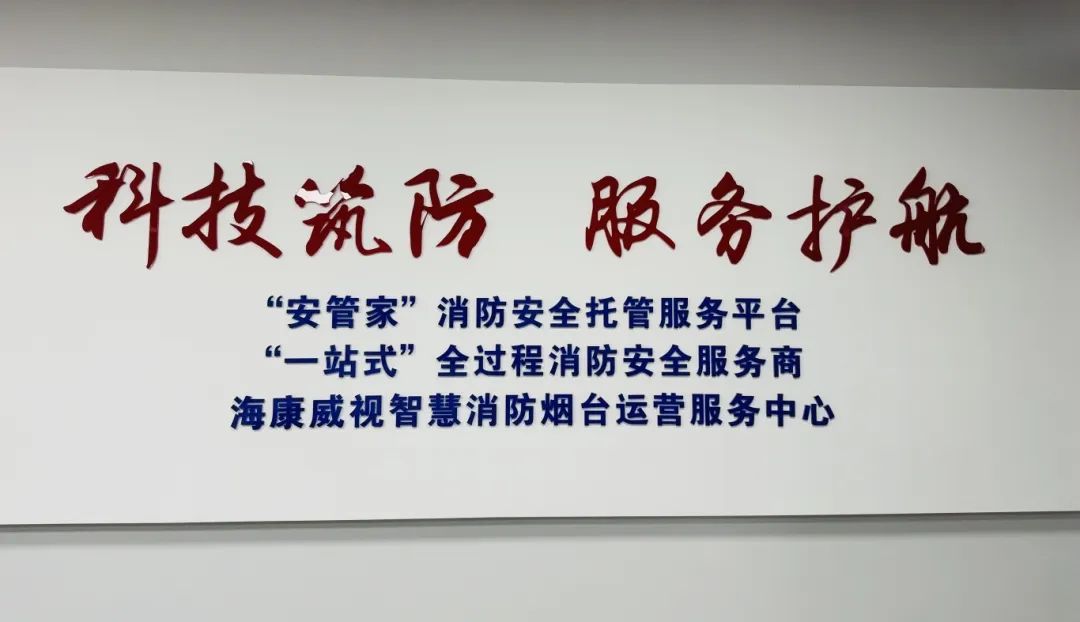 科技筑防 服务护航
“安管家”消防安全托管服务平台
“一站式”全过程消防安全服务商
海康威视智慧消防烟台运营服务中心